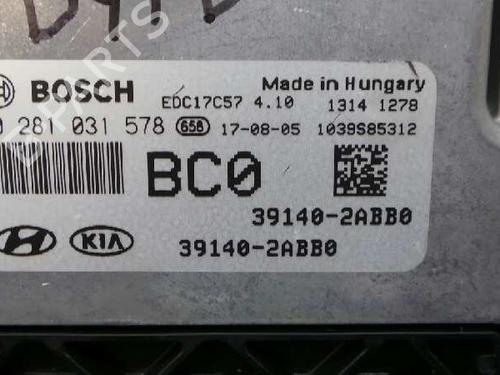 BOSCH
EDC17C57 4.10
Made in Hungary
1314 1278
0 281 031 578 658 17-08-05 1039S85312
BC0
39140-2ABB0
KIA 39140-2ABB0